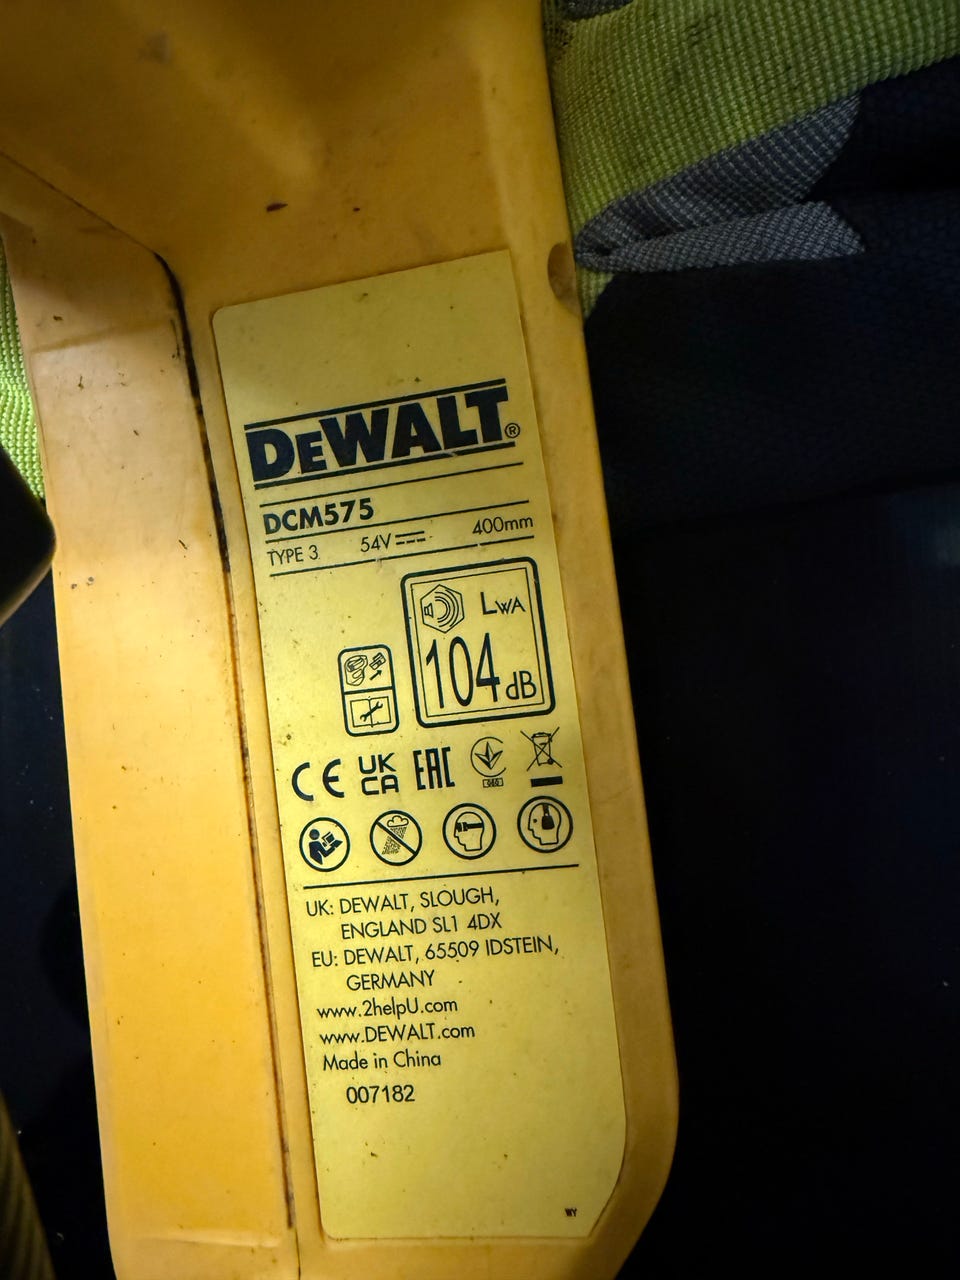 DEWALT®
DCM575
TYPE 3 54V 400mm
LWA
104 dB
CE UK CA EAC
UK: DEWALT, SLOUGH,
ENGLAND SL1 4DX
EU: DEWALT, 65509 IDSTEIN,
GERMANY
www.2helpU.com
www.DEWALT.com
Made in China
007182
WY